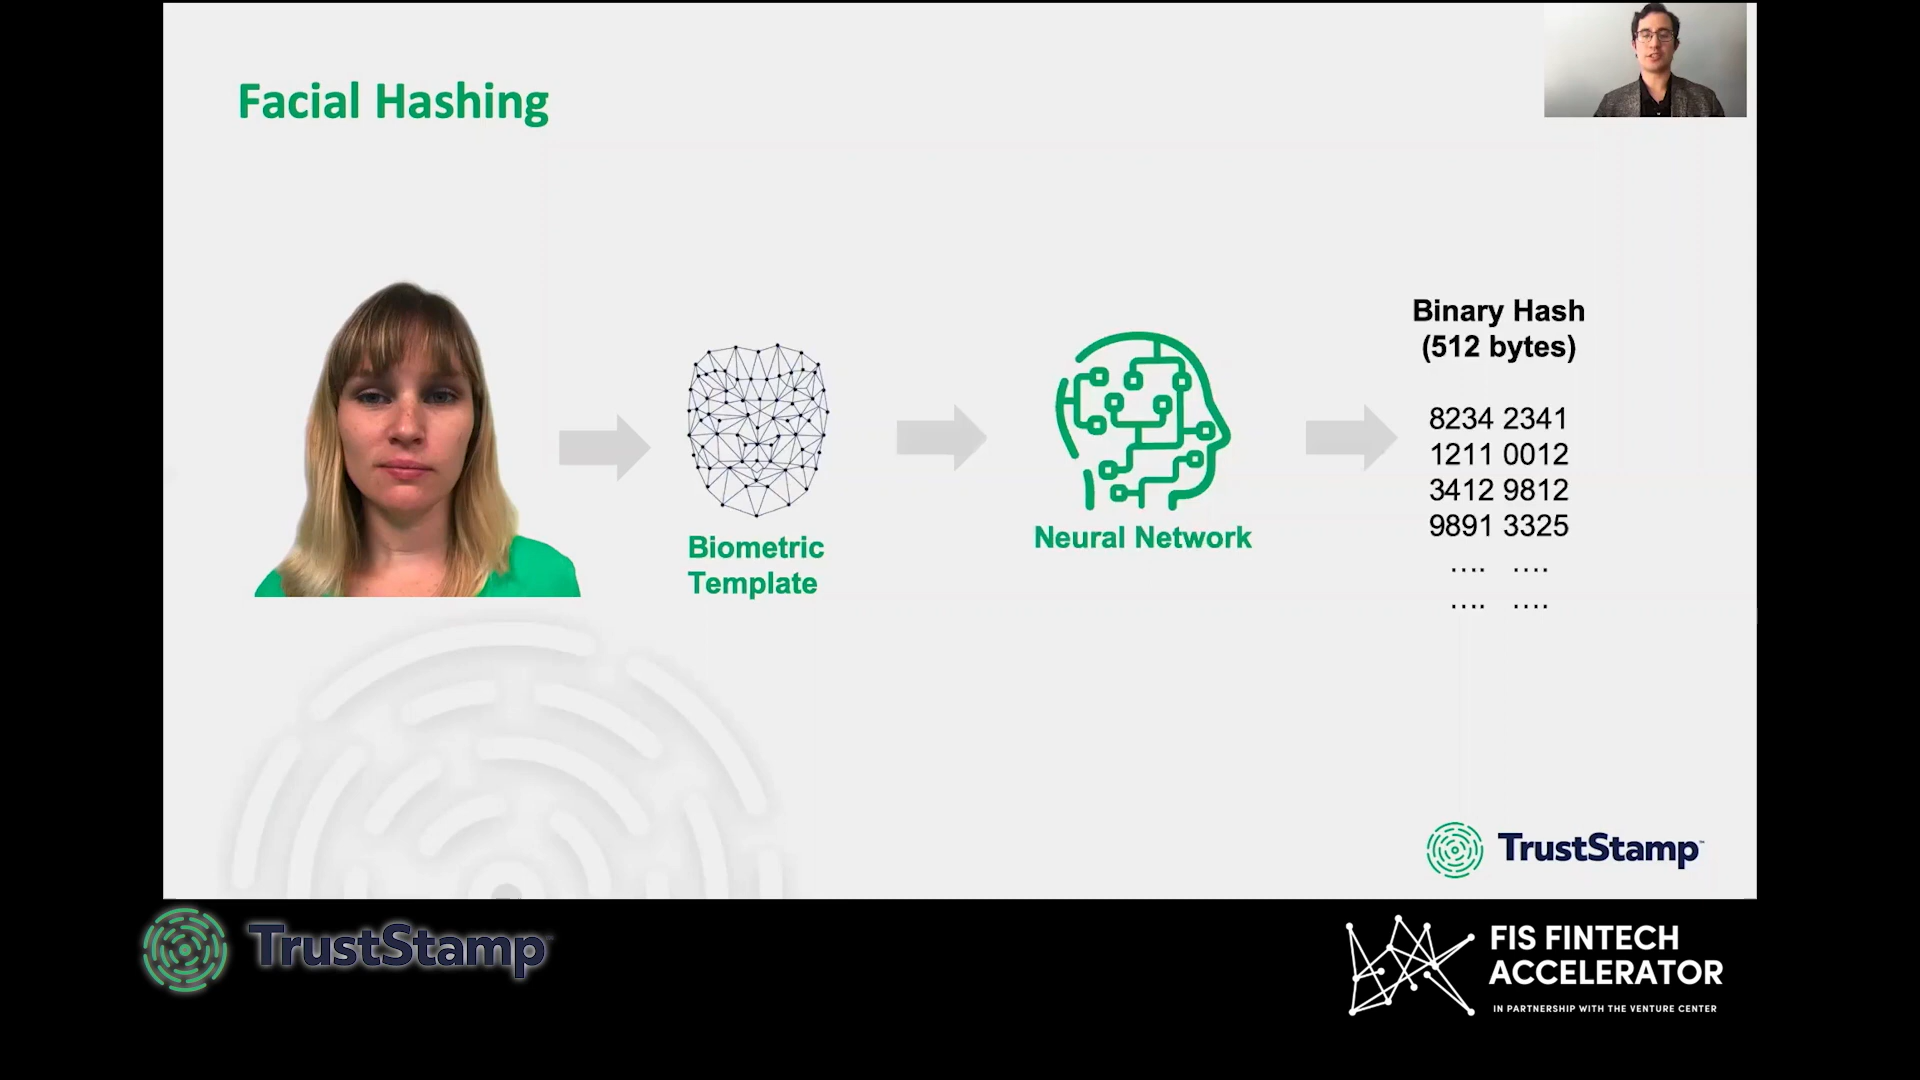 Facial Hashing
Biometric
Template
Neural Network
Binary Hash
(512 bytes)
8234 2341
1211 0012
3412 9812
9891 3325
.... ....
.... ....
TrustStamp
TrustStamp
FIS FINTECH
ACCELERATOR
IN PARTNERSHIP WITH THE VENTURE CENTER